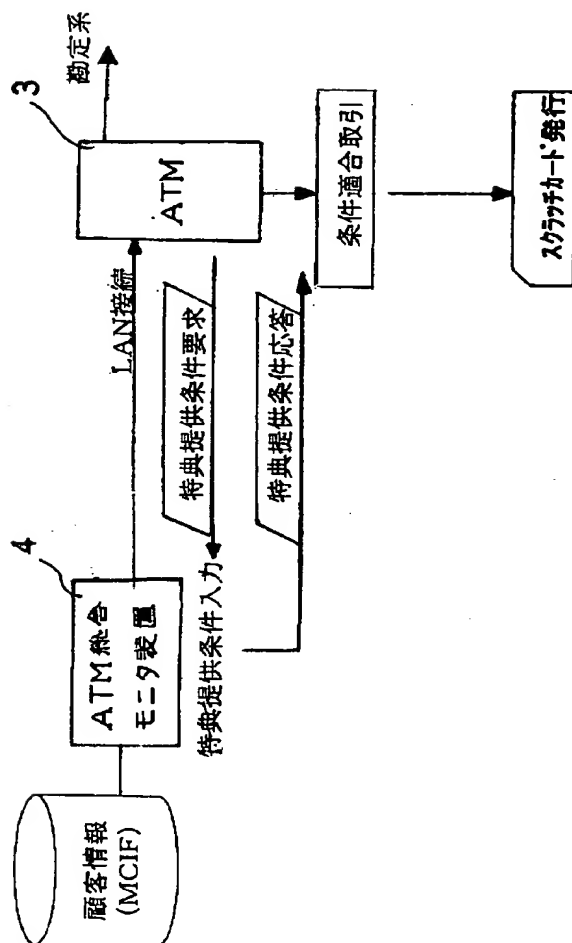 顧客情報
(MCIF)
4
ATM総合
モニタ装置
LAN接続
3
ATM
勘定系
特典提供条件要求
特典提供条件入力
特典提供条件応答
条件適合取引
スクラッチカード発行